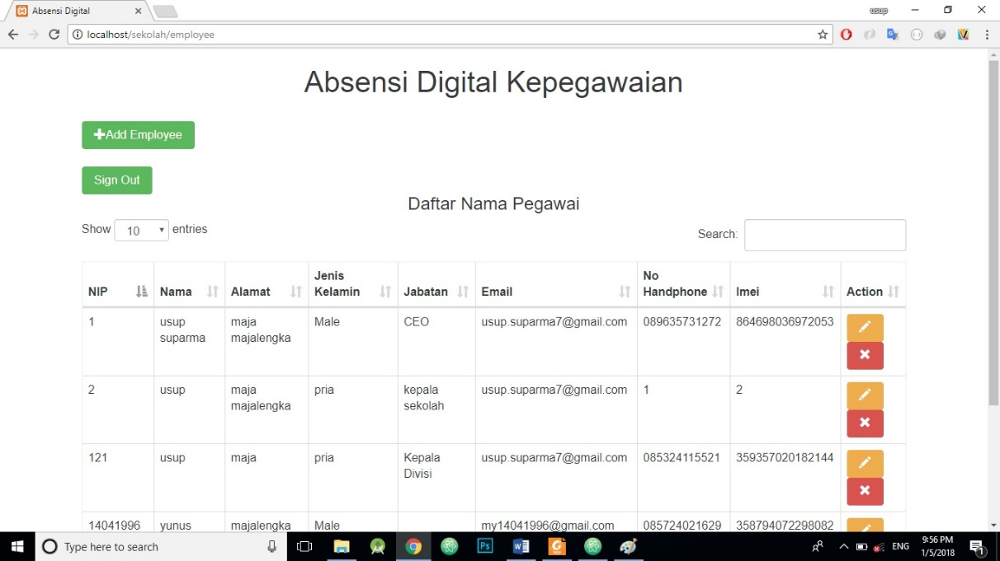 Absensi Digital
usup
localhost/sekolah/employee
Absensi Digital Kepegawaian
Add Employee
Sign Out
Daftar Nama Pegawai
Show 10 entries
Search:
NIP Nama Alamat Jenis Kelamin Jabatan Email No Handphone Imei Action
1 usup suparma maja majalengka Male CEO usup.suparma7@gmail.com 089635731272 864698036972053
2 usup maja majalengka pria kepala sekolah usup.suparma7@gmail.com 1 2
121 usup maja pria Kepala Divisi usup.suparma7@gmail.com 085324115521 359357020182144
14041996 yunus majalengka Male my14041996@gmail.com 085724021629 358794072298082
Type here to search
Ps
ENG
9:56 PM
1/5/2018
1